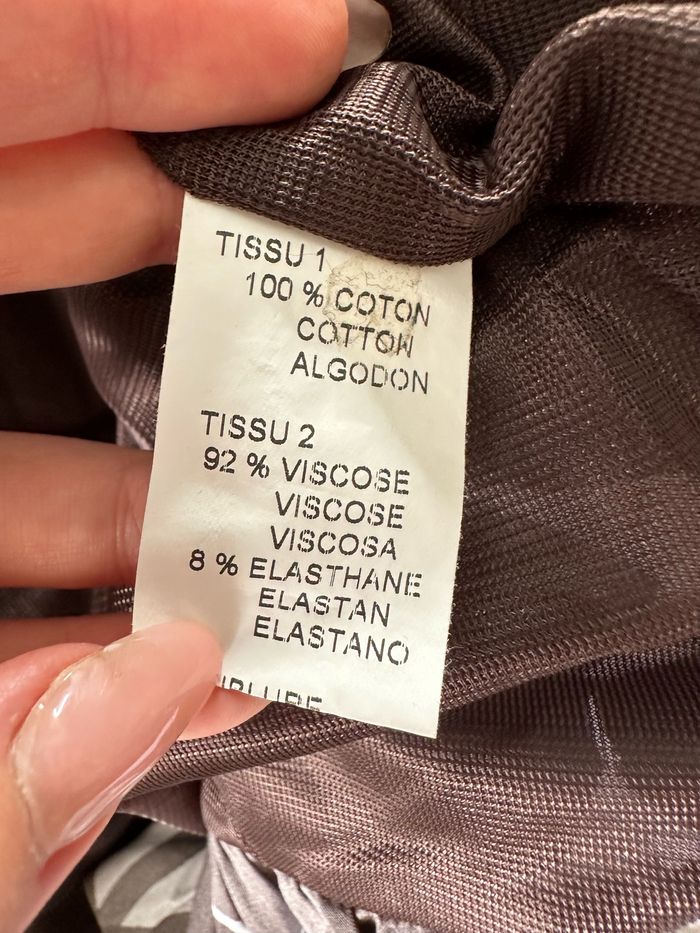 TISSU 1
100 % COTON
COTTON
ALGODON
TISSU 2
92 % VISCOSE
VISCOSE
VISCOSA
8 % ELASTHANE
ELASTAN
ELASTANO